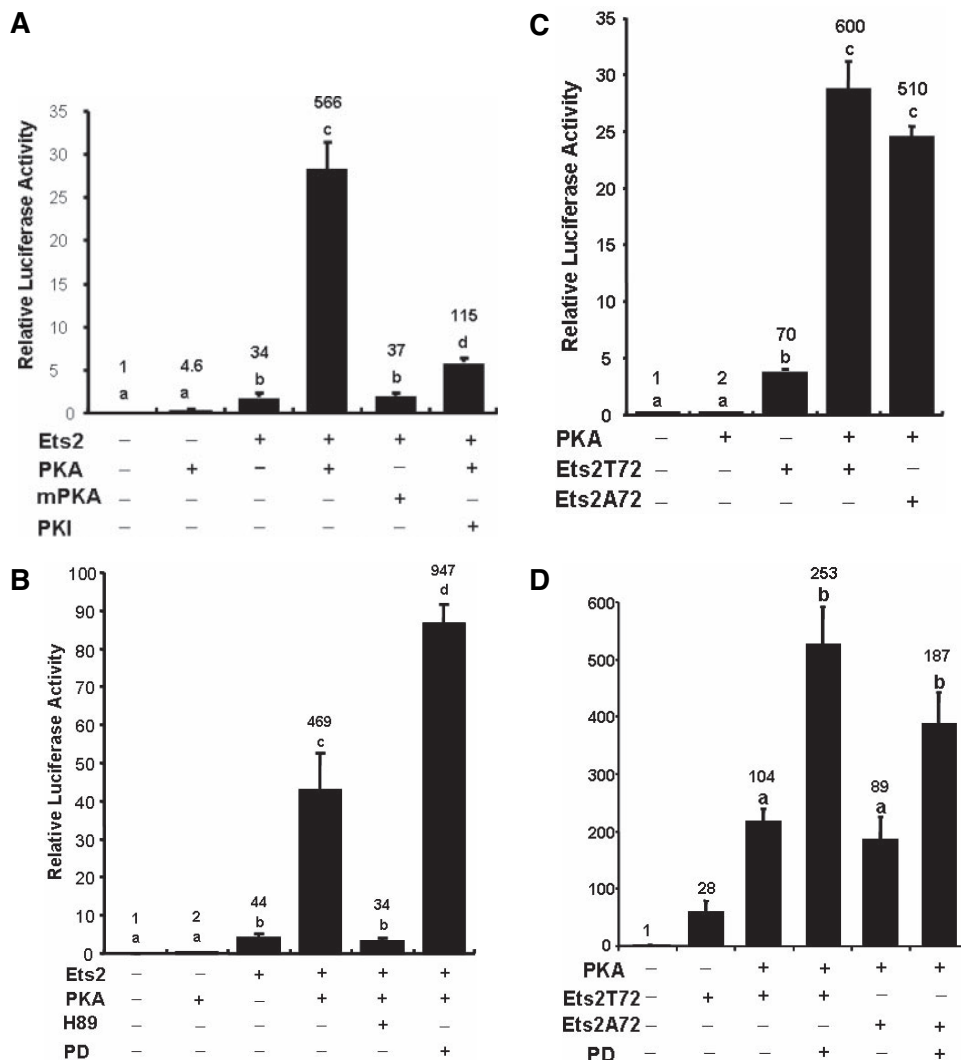 A
Relative Luciferase Activity
35
30
25
20
15
10
5
0
1
a
4.6
a
34
b
566
c
37
b
115
d
Ets2 – – + + + +
PKA – + – + – +
mPKA – – – – + –
PKI – – – – – +
B
Relative Luciferase Activity
100
90
80
70
60
50
40
30
20
10
0
1
a
2
a
44
b
469
c
34
b
947
d
Ets2 – – + + + +
PKA – + – + + +
H89 – – – – + –
PD – – – – – +
C
Relative Luciferase Activity
35
30
25
20
15
10
5
0
1
a
2
a
70
b
600
c
510
c
PKA – + – + +
Ets2T72 – – + + –
Ets2A72 – – – – +
D
600
500
400
300
200
100
0
1
28
104
a
253
b
89
a
187
b
PKA – – + + + +
Ets2T72 – + + + – –
Ets2A72 – – – – + +
PD – – – + – +